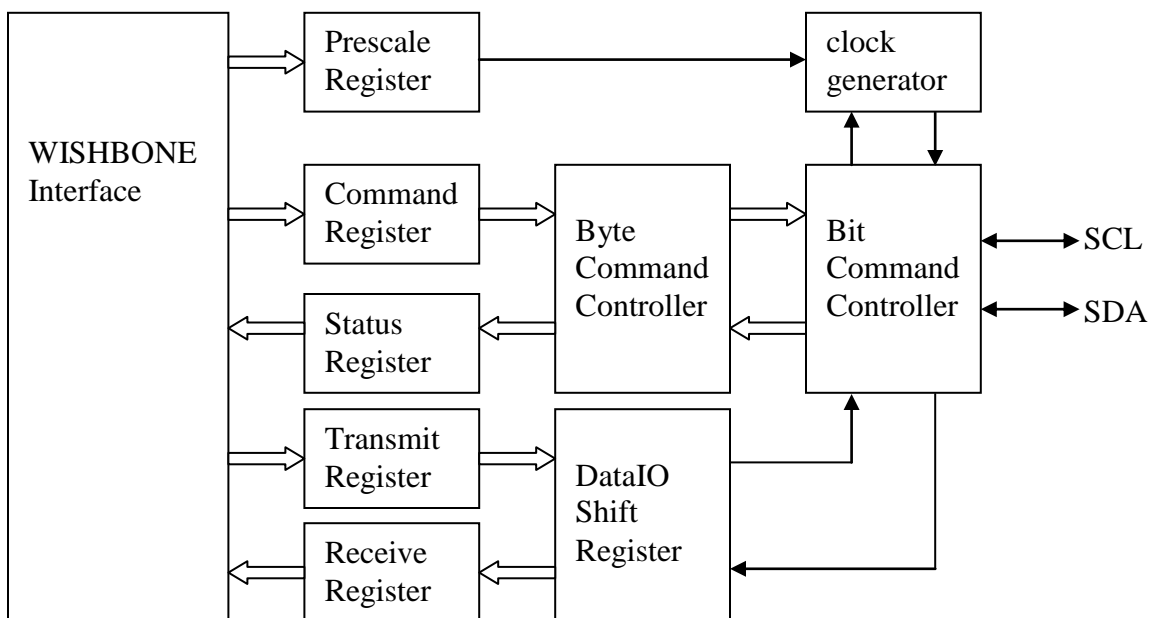 WISHBONE
Interface
Prescale
Register
clock
generator
Command
Register
Byte
Command
Controller
Bit
Command
Controller
SCL
SDA
Status
Register
Transmit
Register
DataIO
Shift
Register
Receive
Register